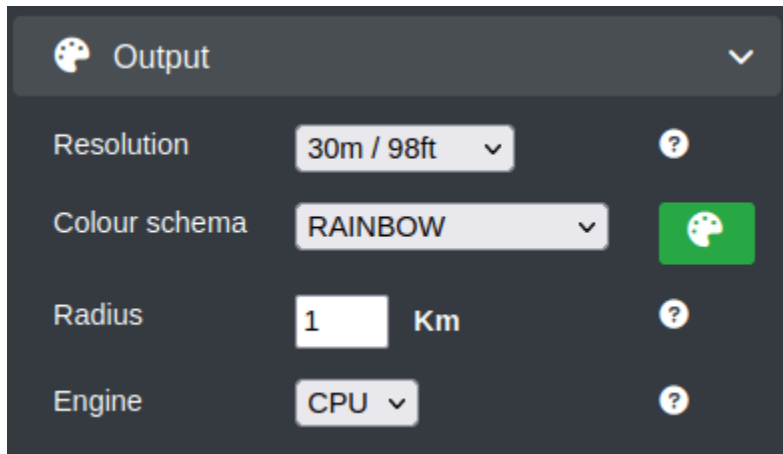 Output
Resolution 30m / 98ft
Colour schema RAINBOW
Radius 1 Km
Engine CPU